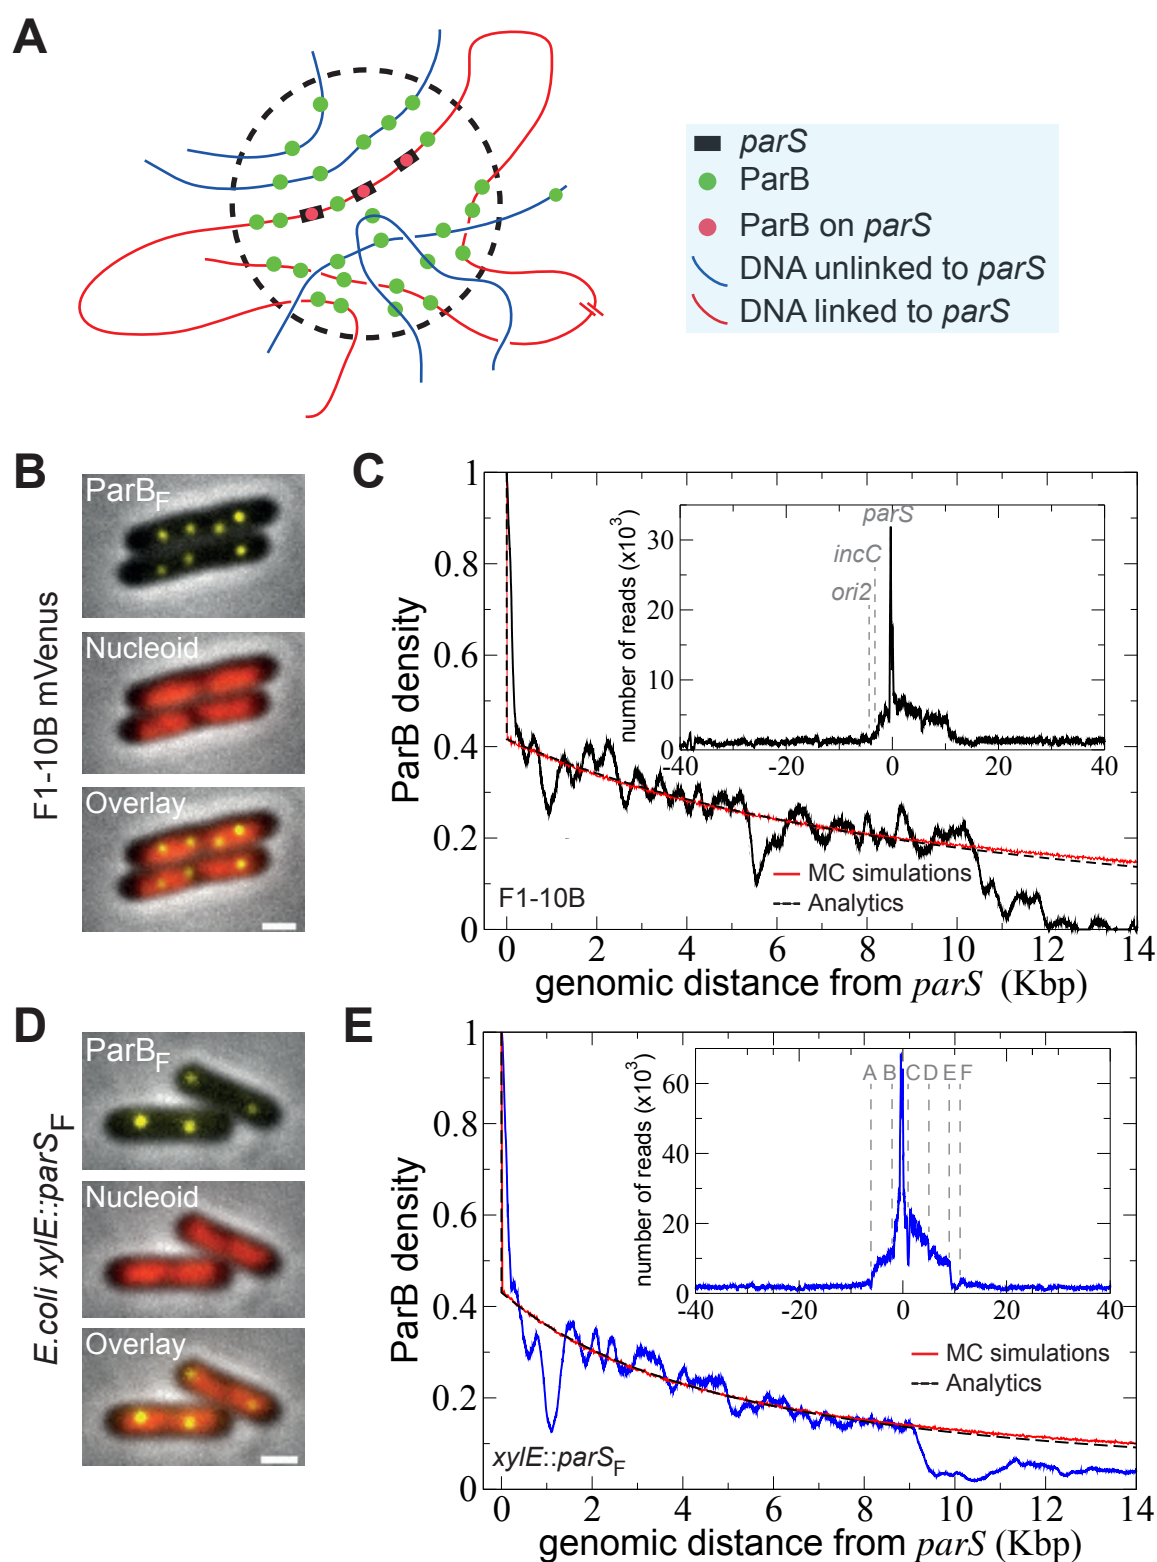 A
parS
ParB
ParB on parS
DNA unlinked to parS
DNA linked to parS
B
F1-10B mVenus
ParB_F
Nucleoid
Overlay
C
ParB density
1
0.8
0.6
0.4
0.2
0
0 2 4 6 8 10 12 14
genomic distance from parS (Kbp)
F1-10B
MC simulations
Analytics
number of reads (x10³)
30
20
10
0
-40 -20 0 20 40
parS
incC
ori2
D
E.coli xylE::parS_F
ParB_F
Nucleoid
Overlay
E
ParB density
1
0.8
0.6
0.4
0.2
0
0 2 4 6 8 10 12 14
genomic distance from parS (Kbp)
xylE::parS_F
MC simulations
Analytics
number of reads (x10³)
60
40
20
0
-40 -20 0 20 40
A B C D E F